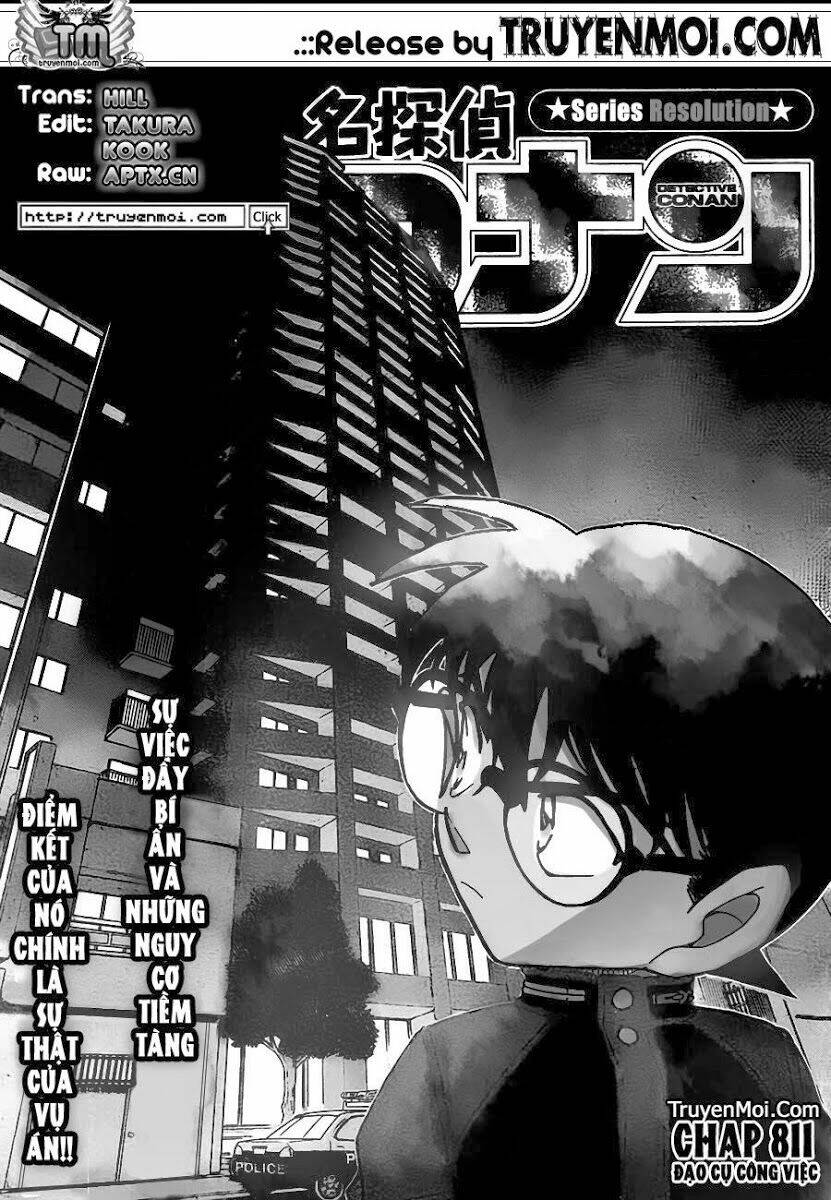 TM
truyenmoi.com
.::Release by TRUYENMOI.COM
Trans: HILL
Edit: TAKURA
KOOK
Raw: APTX.CN
http://truyenmoi.com Click
★Series Resolution★
名探偵
コナン
DETECTIVE
CONAN
SỰ
VIỆC
ĐẦY
BÍ
ẨN
VÀ
NHỮNG
NGUY
CƠ
TIỀM
TÀNG
ĐIỂM
KẾT
CỦA
NÓ
CHÍNH
LÀ
SỰ
THẬT
CỦA
VỤ
ÁN!!
POLICE
TruyenMoi.Com
CHAP 811
ĐẠO CỤ CÔNG VIỆC